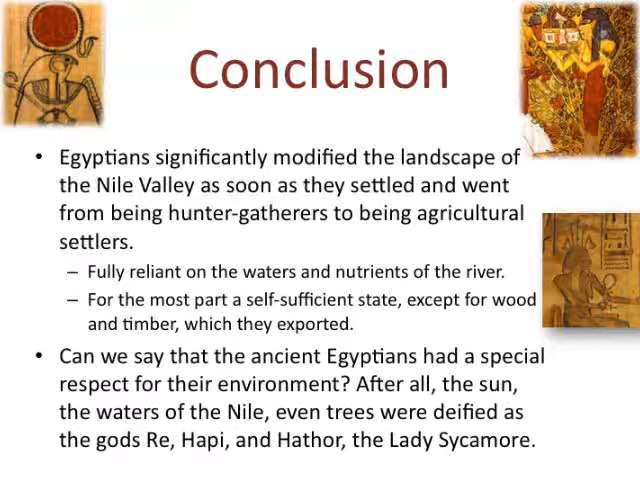 Conclusion
• Egyptians significantly modified the landscape of
the Nile Valley as soon as they settled and went
from being hunter-gatherers to being agricultural
settlers.
– Fully reliant on the waters and nutrients of the river.
– For the most part a self-sufficient state, except for wood
and timber, which they exported.
• Can we say that the ancient Egyptians had a special
respect for their environment? After all, the sun,
the waters of the Nile, even trees were deified as
the gods Re, Hapi, and Hathor, the Lady Sycamore.